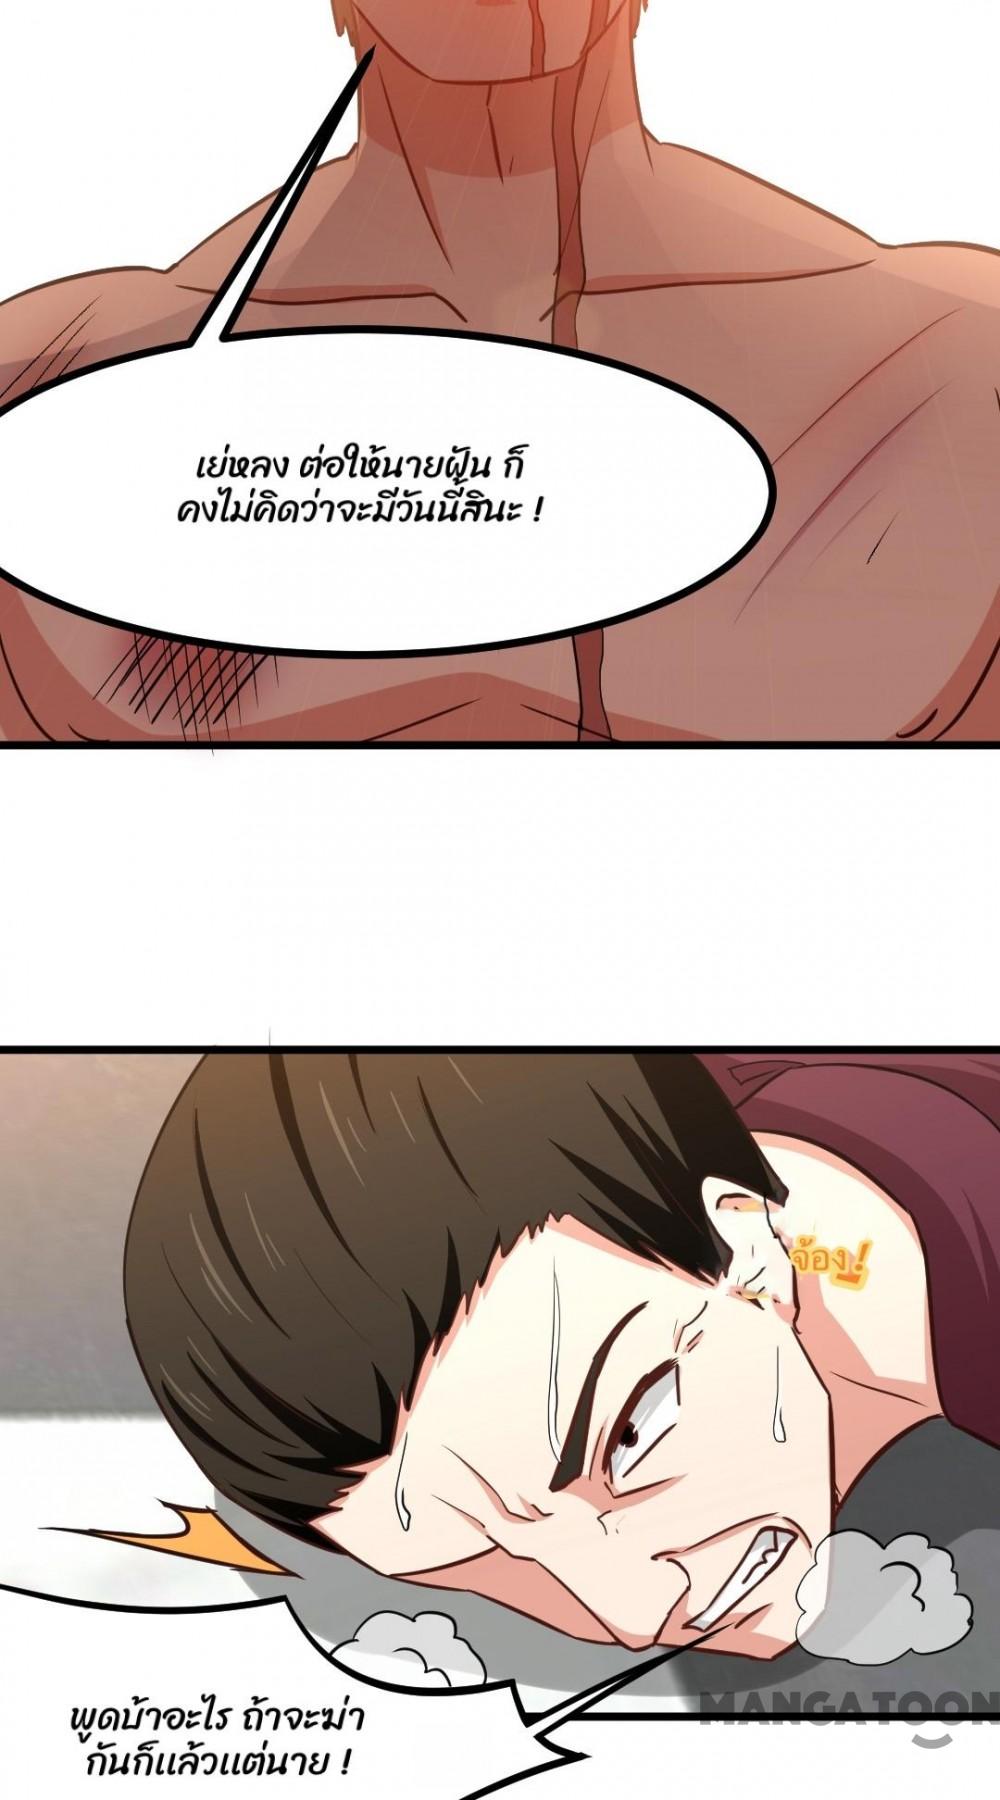 เย่หลง ต่อให้นายฝัน ก็
คงไม่คิดว่าจะมีวันนี้สินะ !
จ้อง !
พูดบ้าอะไร ถ้าจะฆ่า
กันก็แล้วแต่นาย !
MANGATOON